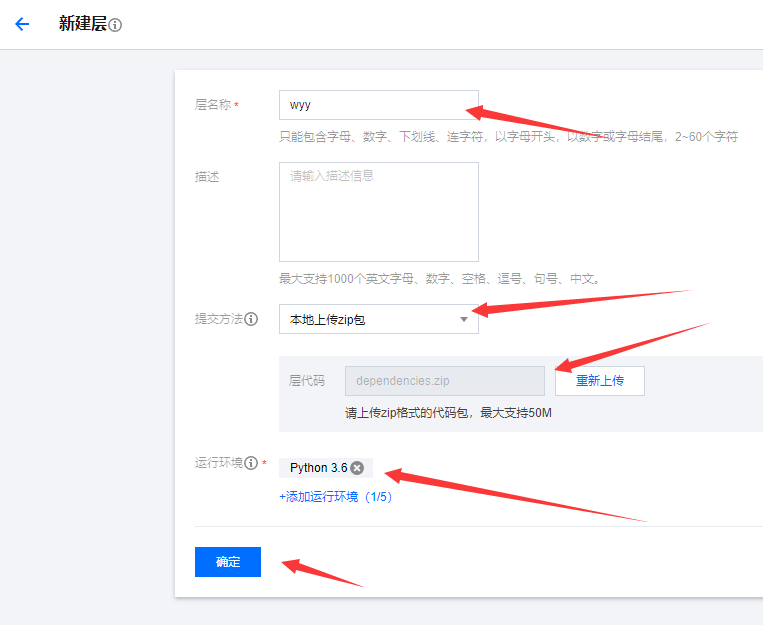 新建层
层名称 *
wyy
只能包含字母、数字、下划线、连字符，以字母开头，以数字或字母结尾，2~60个字符
描述
请输入描述信息
最大支持1000个英文字母、数字、空格、逗号、句号、中文。
提交方法
本地上传zip包
层代码
dependencies.zip
重新上传
请上传zip格式的代码包，最大支持50M
运行环境 *
Python 3.6
+添加运行环境（1/5）
确定